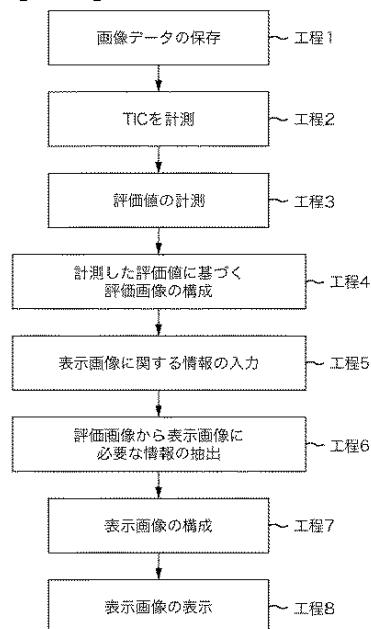 画像データの保存
工程1
TICを計測
工程2
評価値の計測
工程3
計測した評価値に基づく
評価画像の構成
工程4
表示画像に関する情報の入力
工程5
評価画像から表示画像に
必要な情報の抽出
工程6
表示画像の構成
工程7
表示画像の表示
工程8